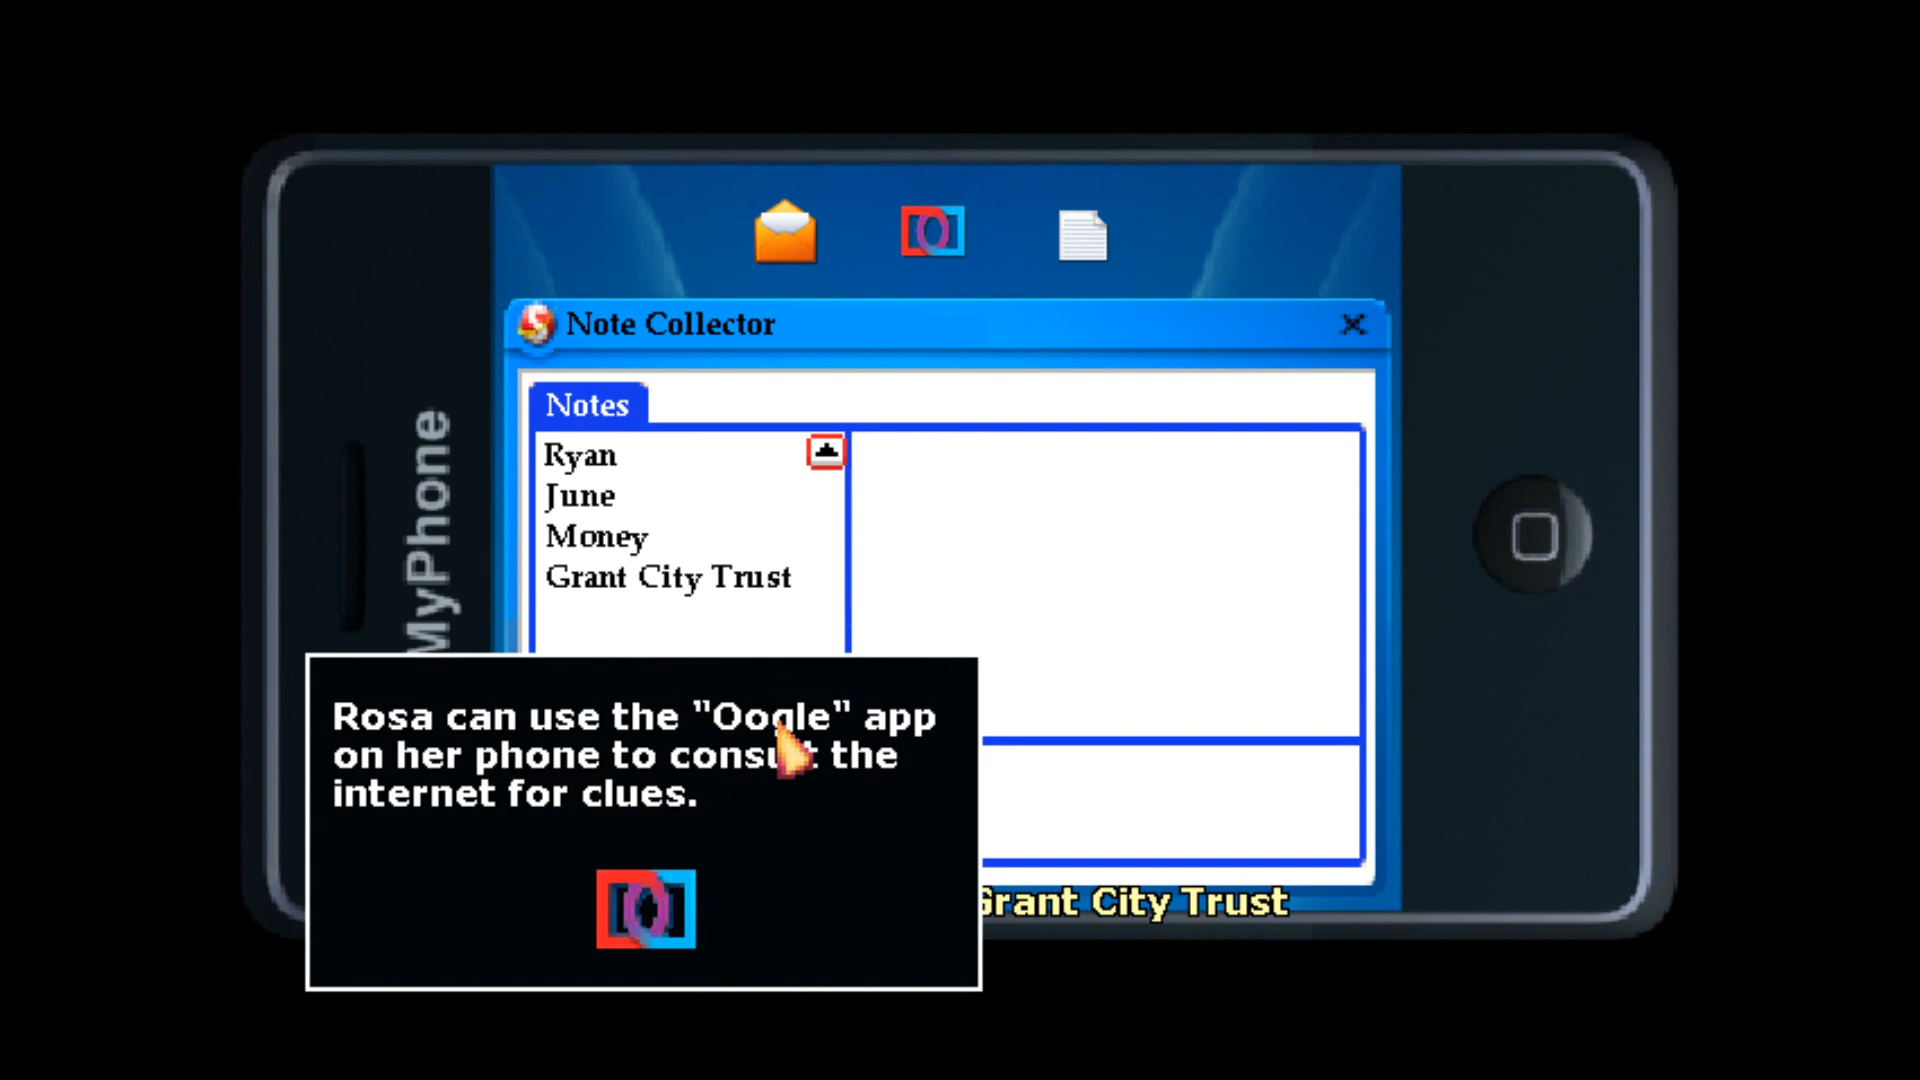 MyPhone
Note Collector
Notes
Ryan
June
Money
Grant City Trust
Rosa can use the "Oogle" app
on her phone to consult the
internet for clues.
Grant City Trust